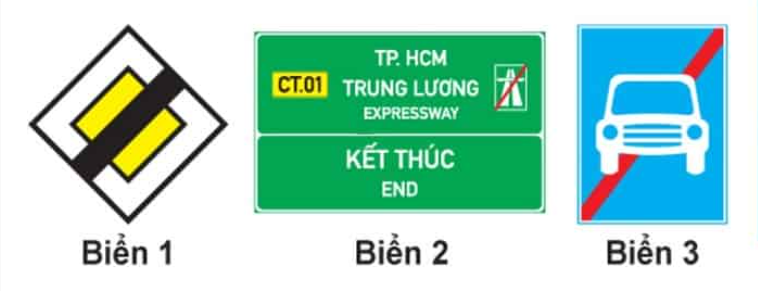 TP. HCM
CT.01 TRUNG LƯƠNG
EXPRESSWAY
KẾT THÚC
END
Biển 1 Biển 2 Biển 3